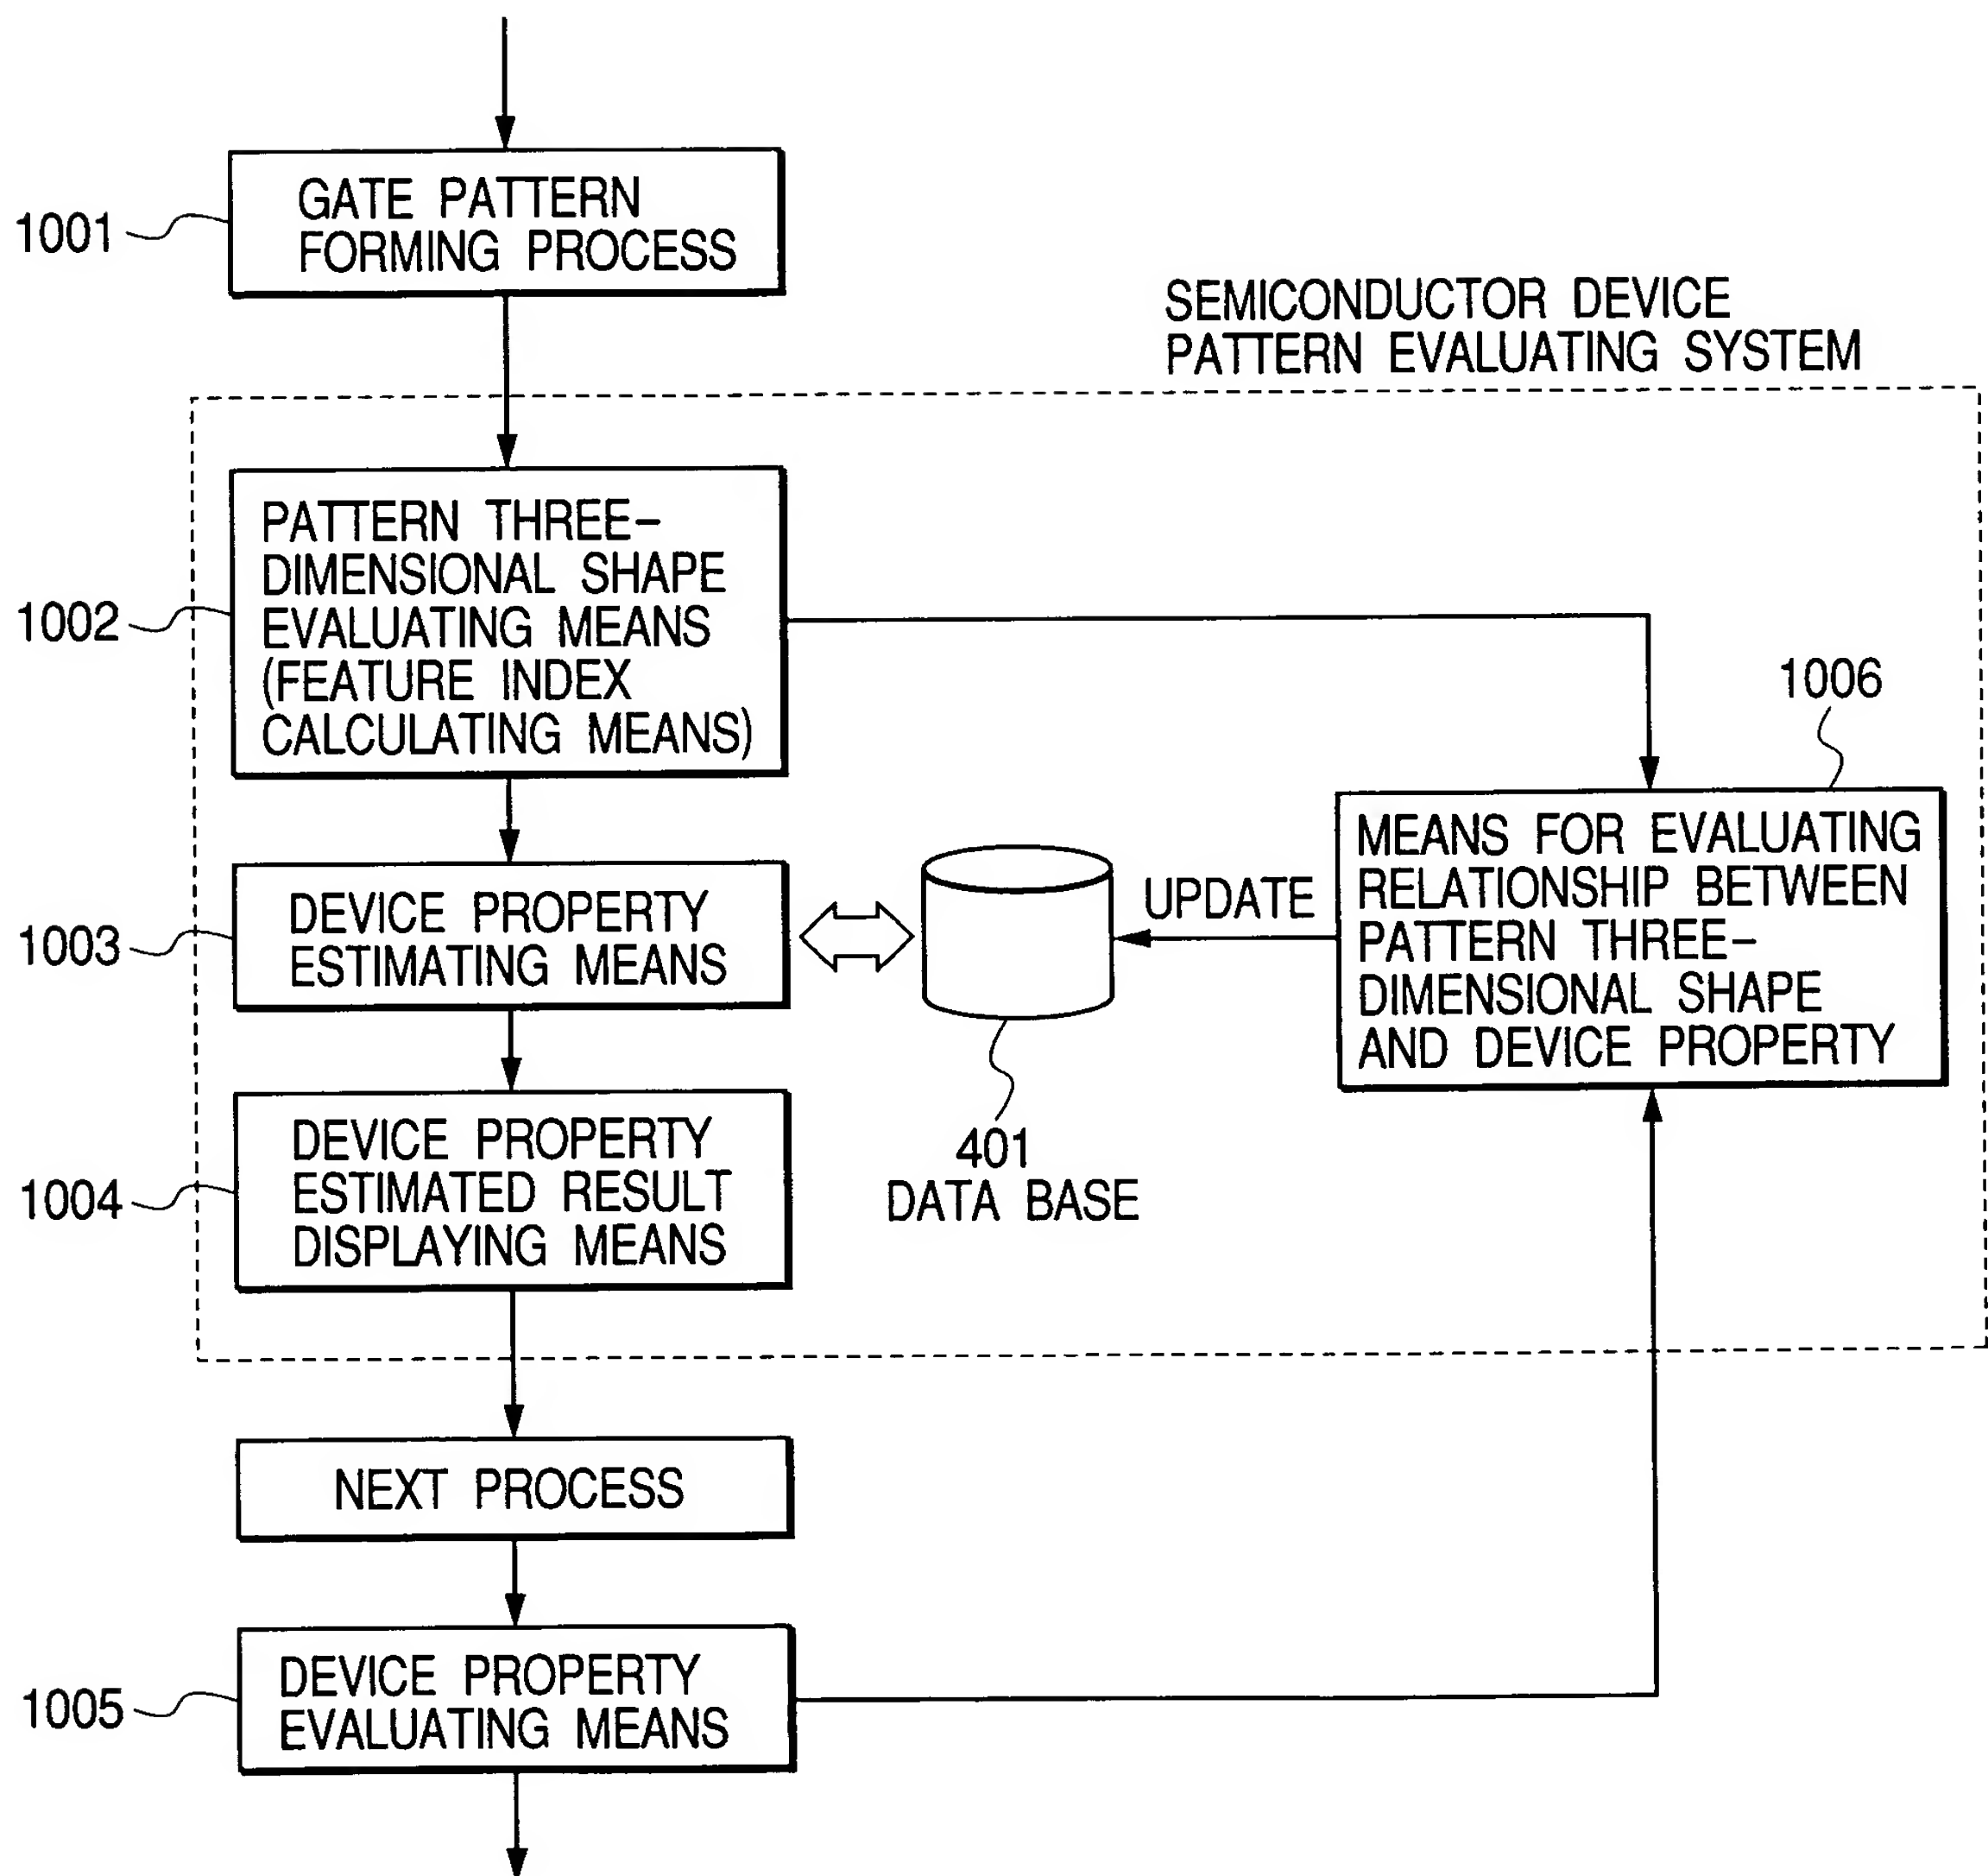 GATE PATTERN
FORMING PROCESS
1001
SEMICONDUCTOR DEVICE
PATTERN EVALUATING SYSTEM
PATTERN THREE-
DIMENSIONAL SHAPE
EVALUATING MEANS
(FEATURE INDEX
CALCULATING MEANS)
1002
1006
MEANS FOR EVALUATING
RELATIONSHIP BETWEEN
PATTERN THREE-
DIMENSIONAL SHAPE
AND DEVICE PROPERTY
UPDATE
DEVICE PROPERTY
ESTIMATING MEANS
1003
401
DATA BASE
DEVICE PROPERTY
ESTIMATED RESULT
DISPLAYING MEANS
1004
NEXT PROCESS
DEVICE PROPERTY
EVALUATING MEANS
1005